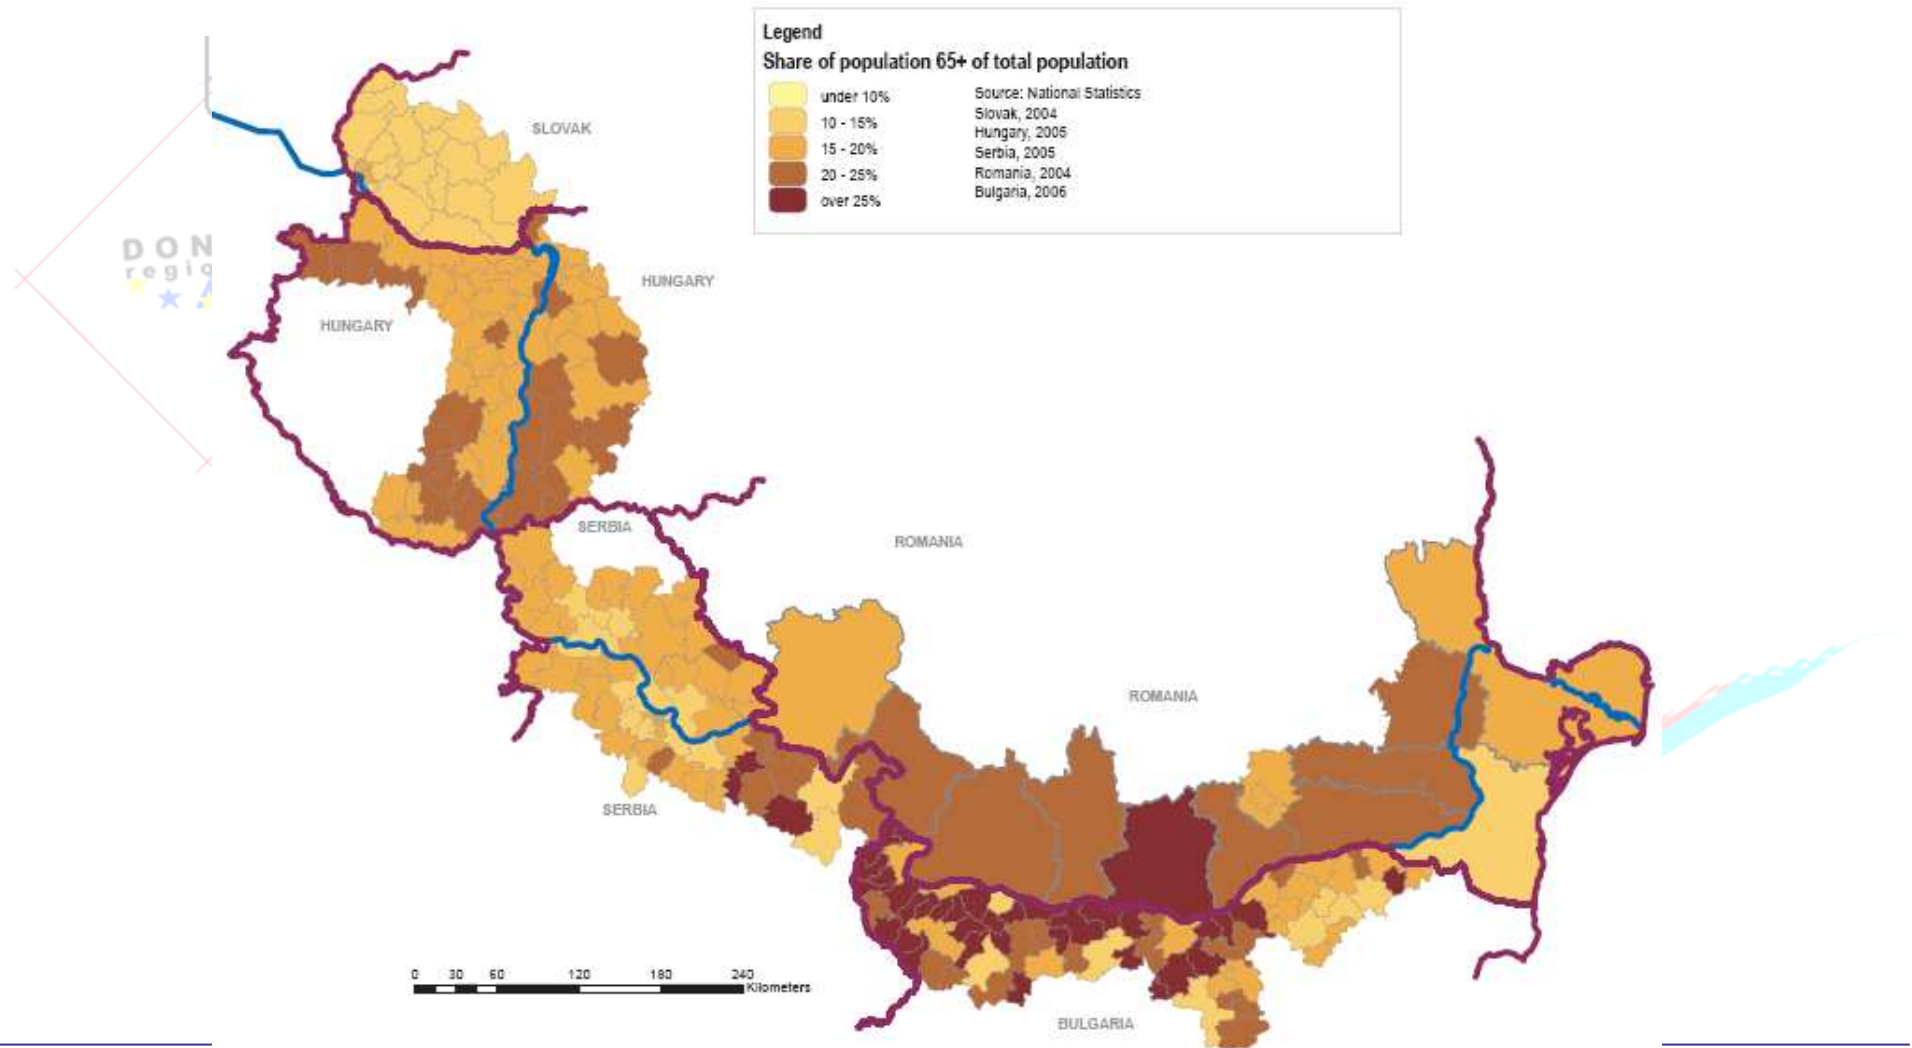 Legend
Share of population 65+ of total population
under 10%
10 - 15%
15 - 20%
20 - 25%
over 25%
Source: National Statistics
Slovak, 2004
Hungary, 2005
Serbia, 2005
Romania, 2004
Bulgaria, 2006
SLOVAK
DON
regio
HUNGARY
HUNGARY
SERBIA
ROMANIA
ROMANIA
SERBIA
0 30 60 120 180 240
Kilometers
BULGARIA